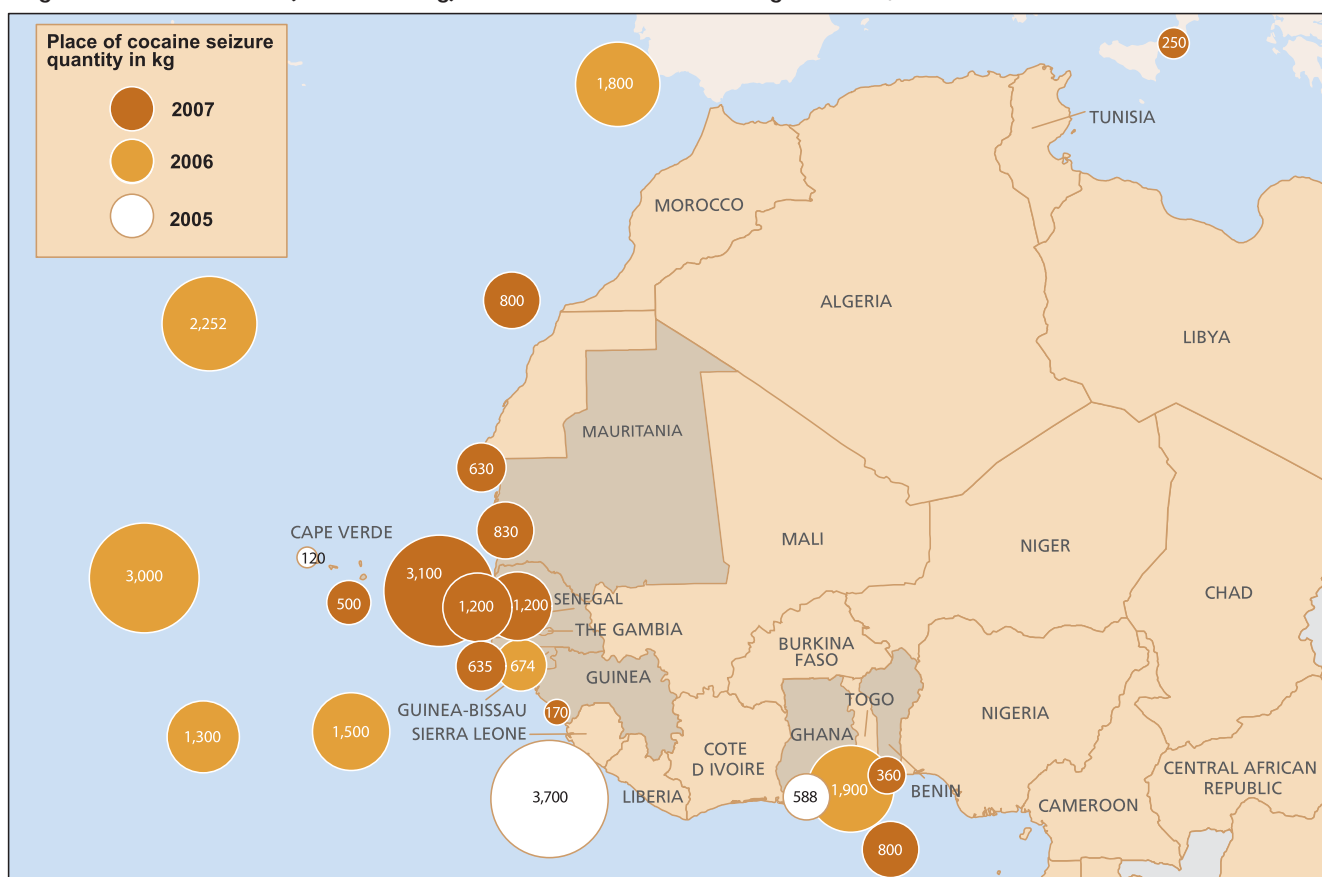 Place of cocaine seizure
quantity in kg
2007
2006
2005
250
1,800
TUNISIA
MOROCCO
800
ALGERIA
2,252
LIBYA
MAURITANIA
630
830
CAPE VERDE
120
MALI
NIGER
3,000
3,100
500
1,200
1,200
SENEGAL
CHAD
THE GAMBIA
BURKINA
FASO
635
674
GUINEA
TOGO
GUINEA-BISSAU
170
NIGERIA
1,300
1,500
SIERRA LEONE
GHANA
COTE
D IVOIRE
CENTRAL AFRICAN
REPUBLIC
360
3,700
LIBERIA
588
1,900
BENIN
CAMEROON
800